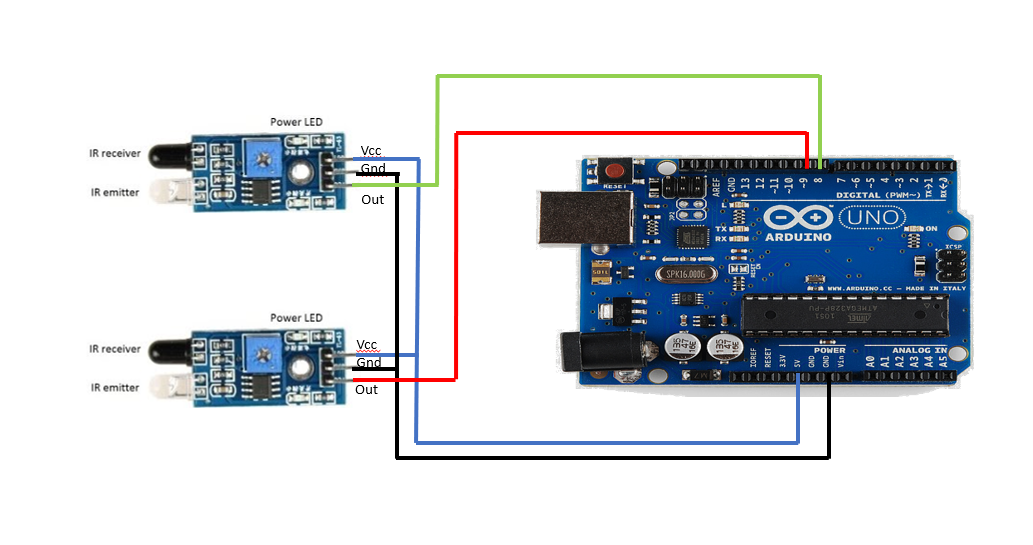 Power LED
IR receiver
IR emitter
Vcc
Gnd
Out
Power LED
IR receiver
IR emitter
Vcc
Gnd
Out
RESET
AREF
GND
13
12
~11
~10
~9
8
7
~6
~5
4
~3
2
TX→1
RX←0
DIGITAL (PWM~)
L
TX
RX
UNO
ARDUINO
ON
ICSP
SPK16.000G
WWW.ARDUINO.CC - MADE IN ITALY
ATMEGA328P-PU
ATMEL
POWER
ANALOG IN
IOREF
RESET
3.3V
5V
GND
GND
Vin
A0
A1
A2
A3
A4
A5